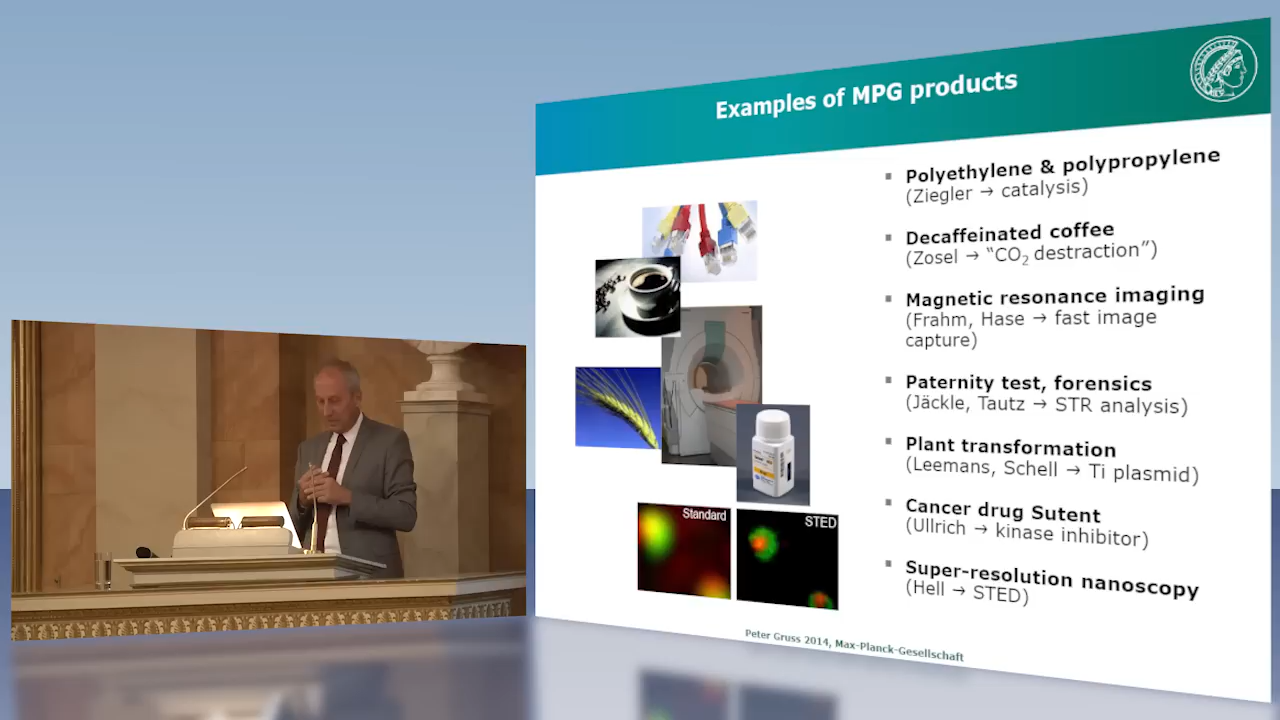 Examples of MPG products
Polyethylene & polypropylene
(Ziegler → catalysis)
Decaffeinated coffee
(Zosel → “CO₂ destraction”)
Magnetic resonance imaging
(Frahm, Hase → fast image
capture)
Paternity test, forensics
(Jäckle, Tautz → STR analysis)
Plant transformation
(Leemans, Schell → Ti plasmid)
Cancer drug Sutent
(Ullrich → kinase inhibitor)
Super-resolution nanoscopy
(Hell → STED)
Standard
STED
Peter Gruss 2014, Max-Planck-Gesellschaft